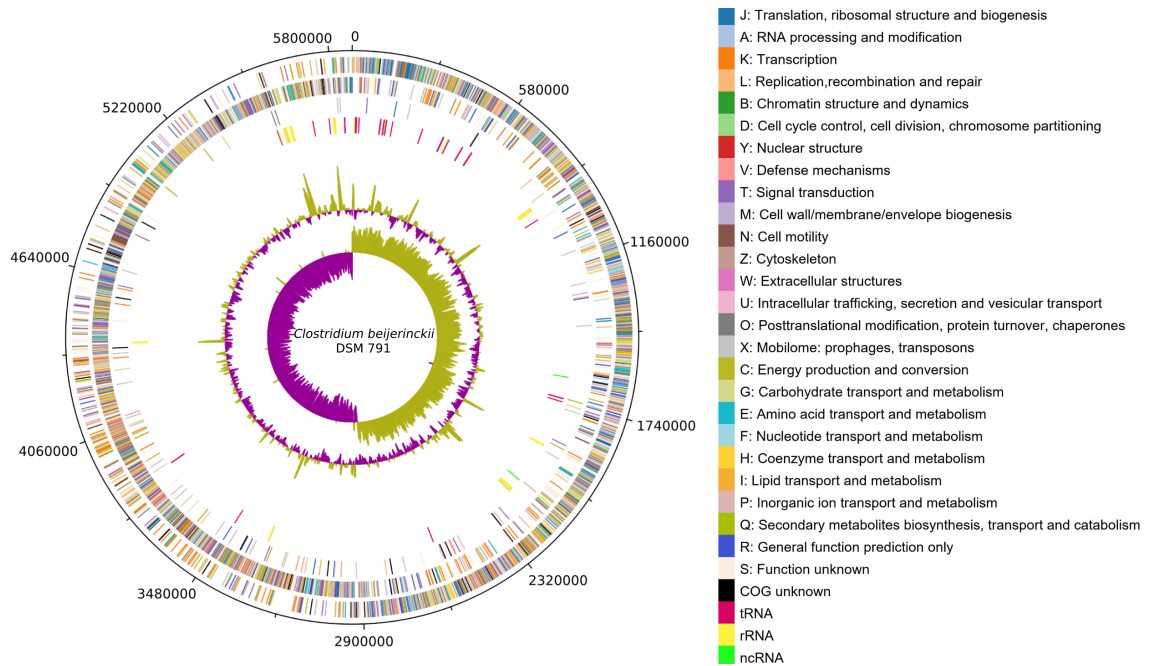 0
580000
1160000
1740000
2320000
2900000
3480000
4060000
4640000
5220000
5800000
Clostridium beijerinckii
DSM 791
J: Translation, ribosomal structure and biogenesis
A: RNA processing and modification
K: Transcription
L: Replication,recombination and repair
B: Chromatin structure and dynamics
D: Cell cycle control, cell division, chromosome partitioning
Y: Nuclear structure
V: Defense mechanisms
T: Signal transduction
M: Cell wall/membrane/envelope biogenesis
N: Cell motility
Z: Cytoskeleton
W: Extracellular structures
U: Intracellular trafficking, secretion and vesicular transport
O: Posttranslational modification, protein turnover, chaperones
X: Mobilome: prophages, transposons
C: Energy production and conversion
G: Carbohydrate transport and metabolism
E: Amino acid transport and metabolism
F: Nucleotide transport and metabolism
H: Coenzyme transport and metabolism
I: Lipid transport and metabolism
P: Inorganic ion transport and metabolism
Q: Secondary metabolites biosynthesis, transport and catabolism
R: General function prediction only
S: Function unknown
COG unknown
tRNA
rRNA
ncRNA